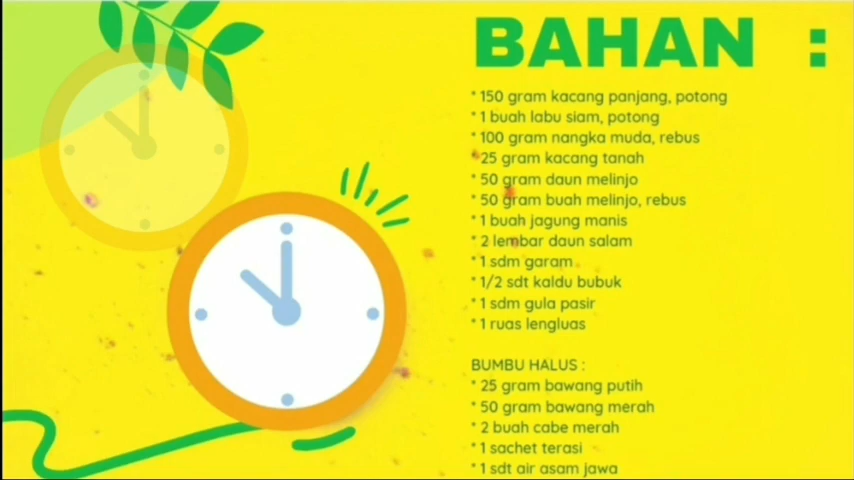 BAHAN :
* 150 gram kacang panjang, potong
* 1 buah labu siam, potong
* 100 gram nangka muda, rebus
* 25 gram kacang tanah
* 50 gram daun melinjo
* 50 gram buah melinjo, rebus
* 1 buah jagung manis
* 2 lembar daun salam
* 1 sdm garam
* 1/2 sdt kaldu bubuk
* 1 sdm gula pasir
* 1 ruas lengluas
BUMBU HALUS :
* 25 gram bawang putih
* 50 gram bawang merah
* 2 buah cabe merah
* 1 sachet terasi
* 1 sdt air asam jawa